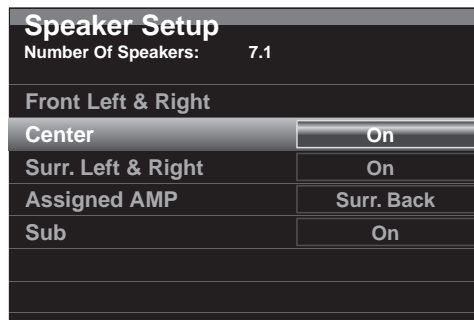 Speaker Setup
Number Of Speakers: 7.1
Front Left & Right
Center On
Surr. Left & Right On
Assigned AMP Surr. Back
Sub On